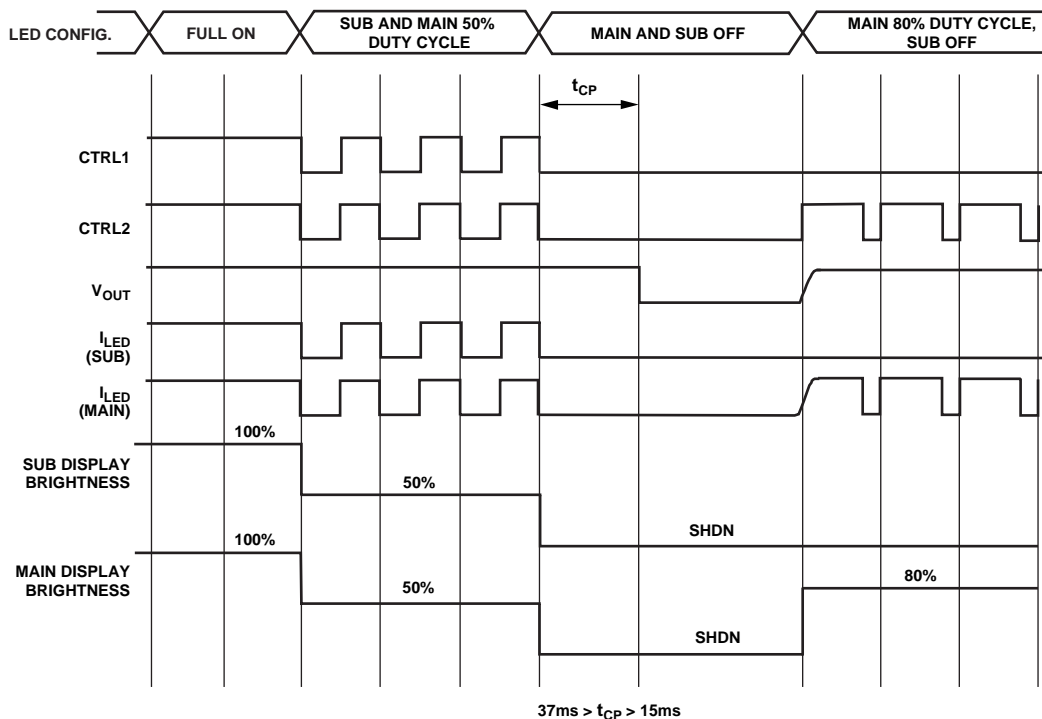 LED CONFIG.
FULL ON
SUB AND MAIN 50%
DUTY CYCLE
MAIN AND SUB OFF
MAIN 80% DUTY CYCLE,
SUB OFF
tCP
CTRL1
CTRL2
VOUT
ILED
(SUB)
ILED
(MAIN)
100%
SUB DISPLAY
BRIGHTNESS
50%
SHDN
100%
MAIN DISPLAY
BRIGHTNESS
50%
80%
SHDN
37ms > tCP > 15ms